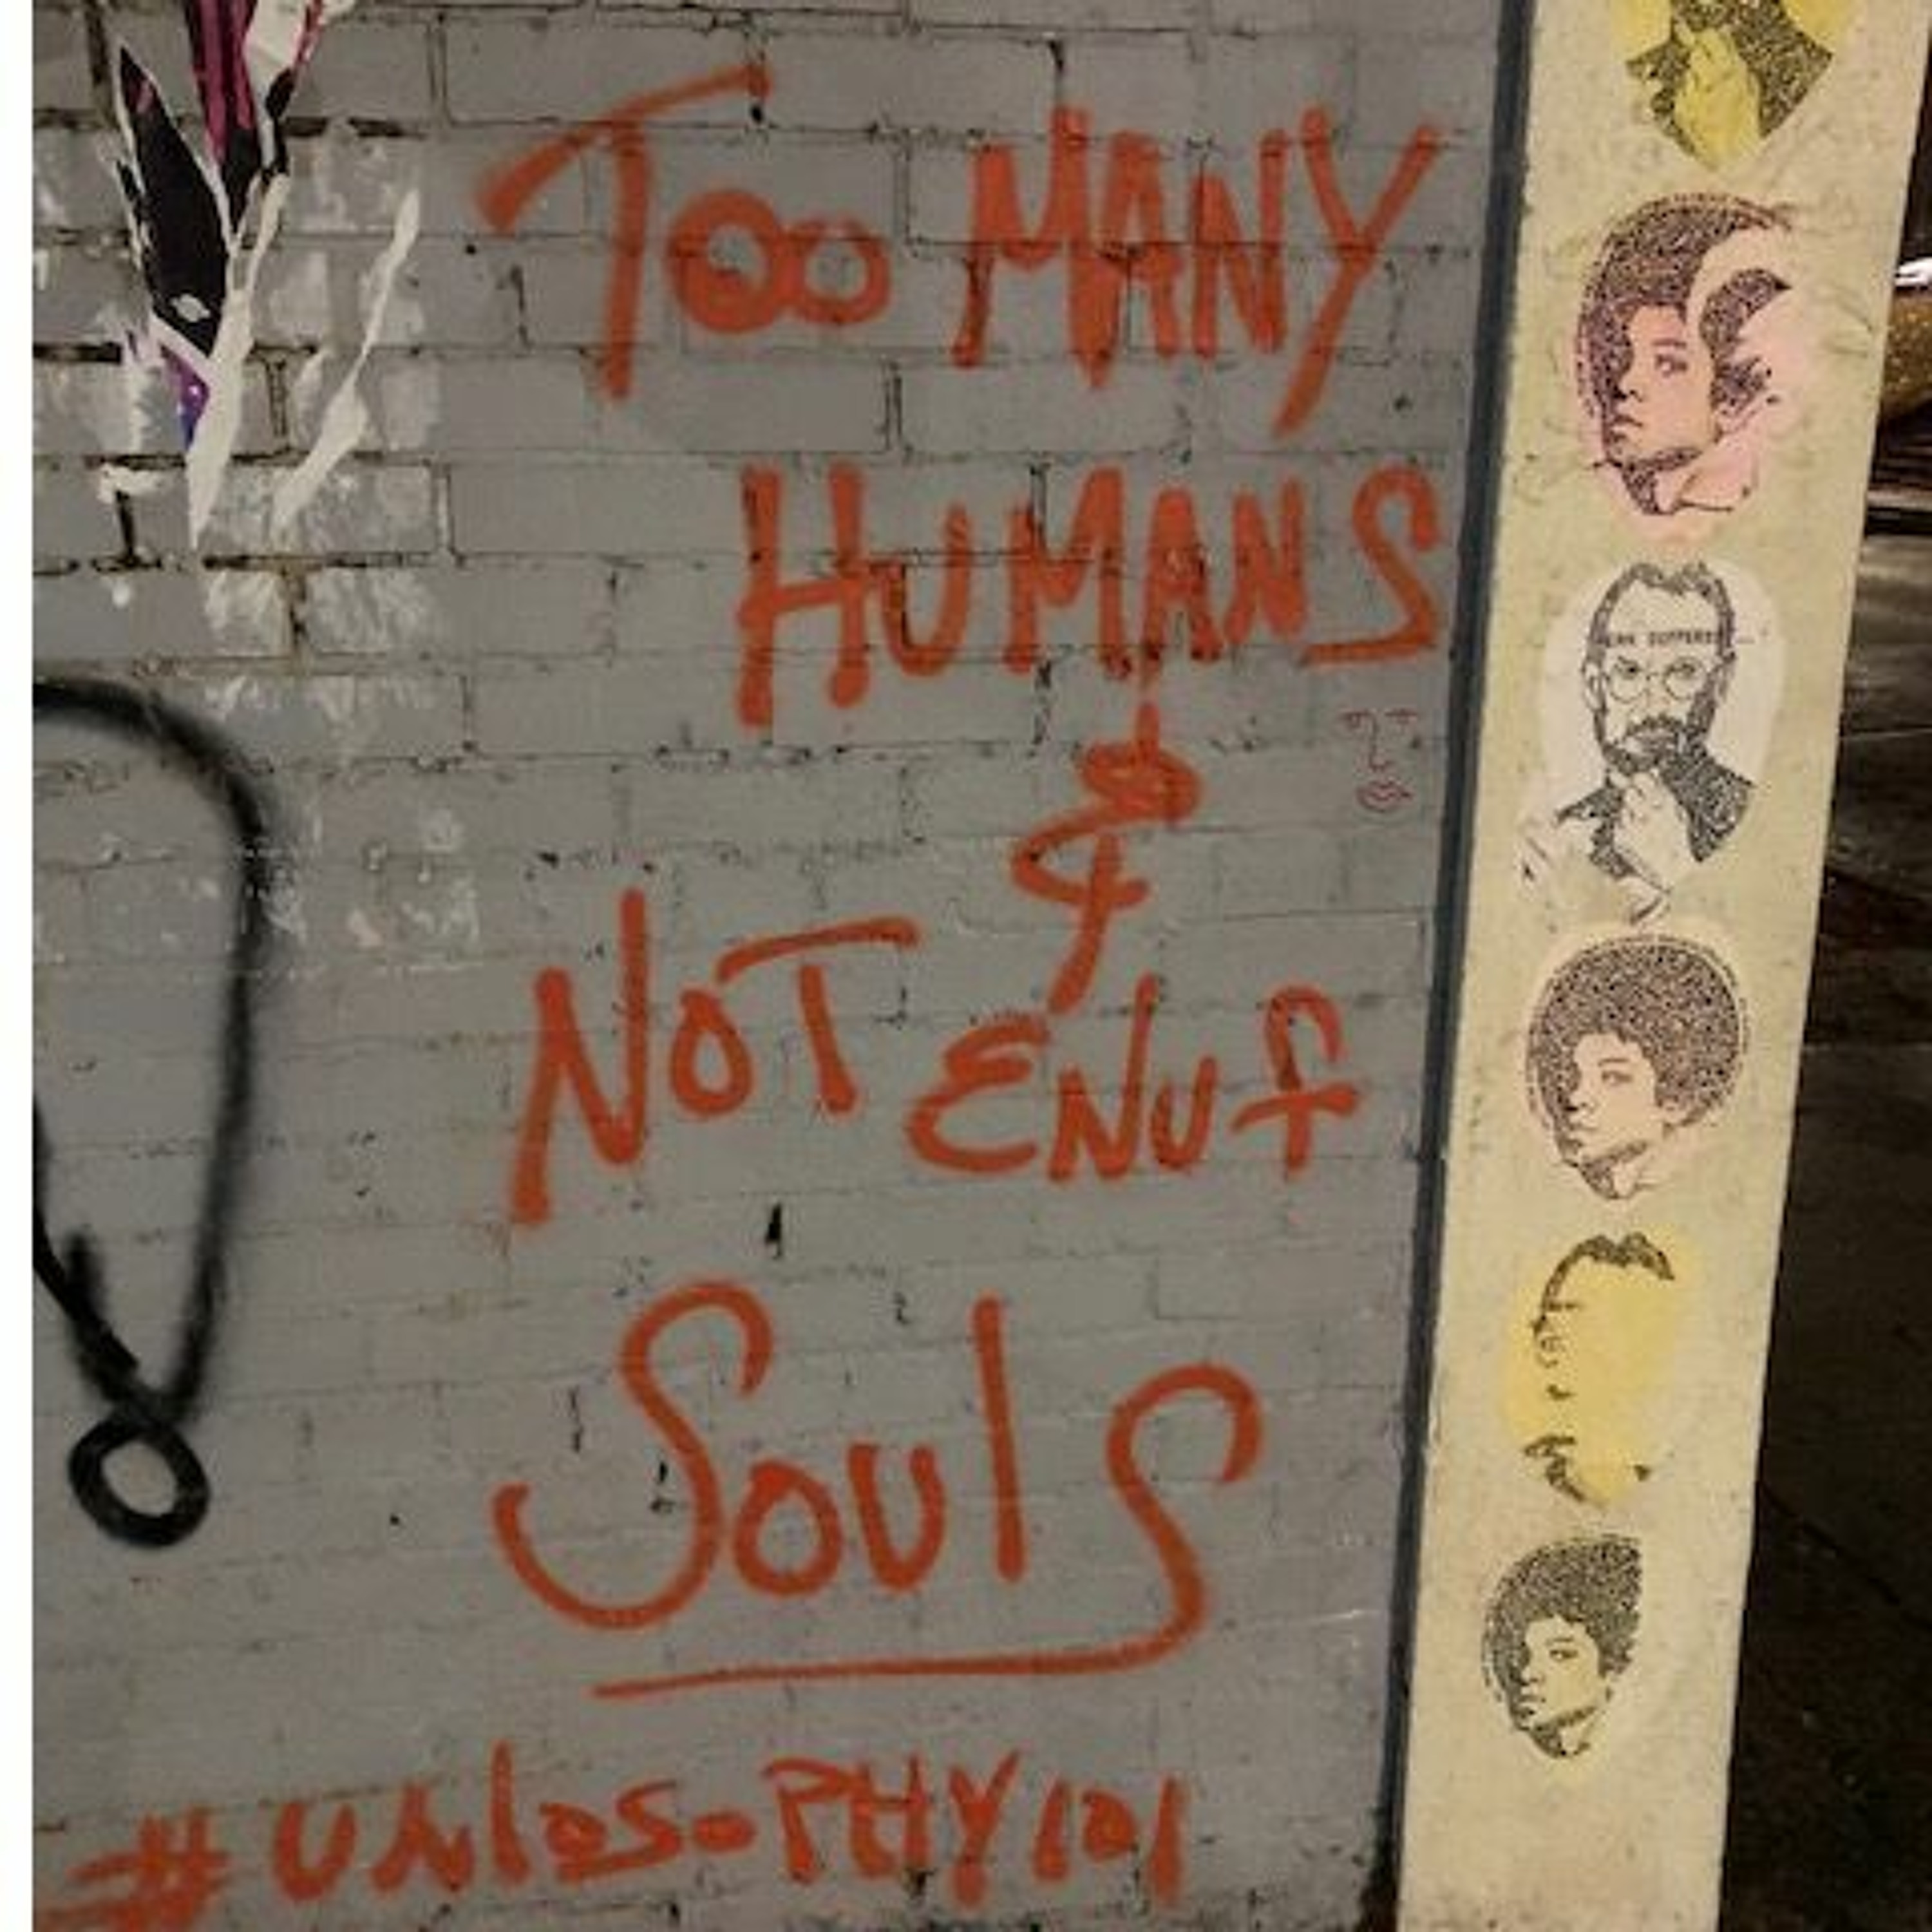 Too MANY
HUMANS
&
NOT ENUf
SoulS